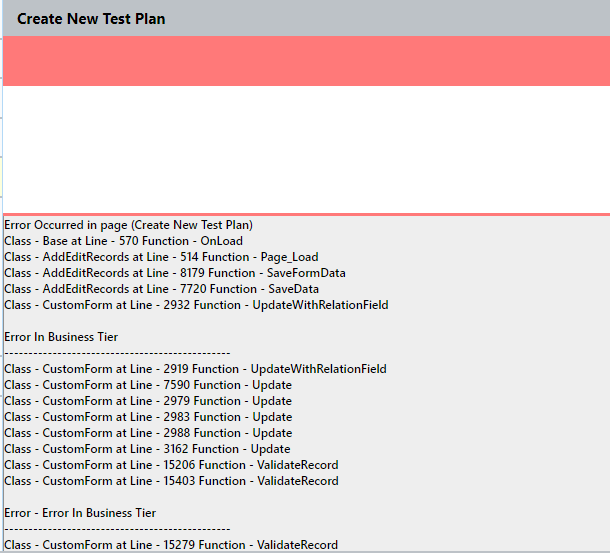 Create New Test Plan
Error Occurred in page (Create New Test Plan)
Class - Base at Line - 570 Function - OnLoad
Class - AddEditRecords at Line - 514 Function - Page_Load
Class - AddEditRecords at Line - 8179 Function - SaveFormData
Class - AddEditRecords at Line - 7720 Function - SaveData
Class - CustomForm at Line - 2932 Function - UpdateWithRelationField
Error In Business Tier
-----------------------------------------------
Class - CustomForm at Line - 2919 Function - UpdateWithRelationField
Class - CustomForm at Line - 7590 Function - Update
Class - CustomForm at Line - 2979 Function - Update
Class - CustomForm at Line - 2983 Function - Update
Class - CustomForm at Line - 2988 Function - Update
Class - CustomForm at Line - 3162 Function - Update
Class - CustomForm at Line - 15206 Function - ValidateRecord
Class - CustomForm at Line - 15403 Function - ValidateRecord
Error - Error In Business Tier
-----------------------------------------------
Class - CustomForm at Line - 15279 Function - ValidateRecord